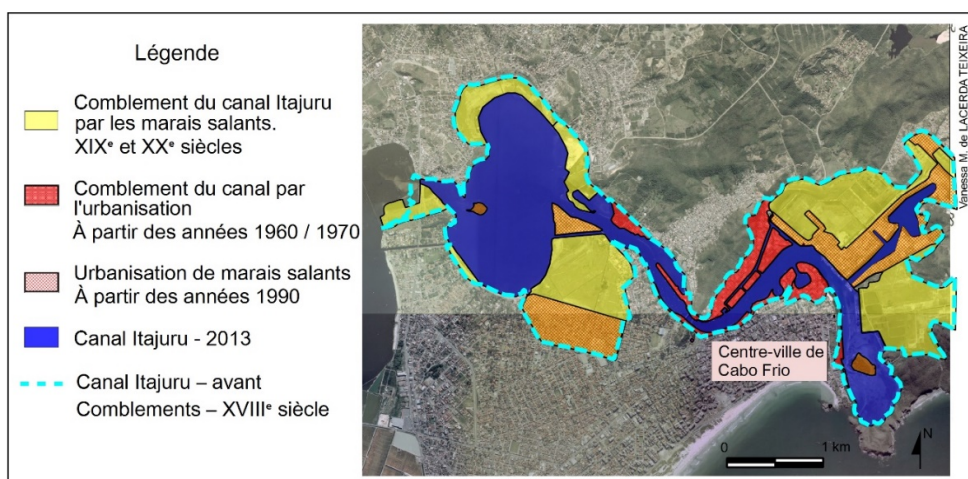 Légende
Comblement du canal Itajuru
par les marais salants.
XIXᵉ et XXᵉ siècles
Comblement du canal par
l'urbanisation
À partir des années 1960 / 1970
Urbanisation de marais salants
À partir des années 1990
Canal Itajuru - 2013
Canal Itajuru – avant
Comblements – XVIIIᵉ siècle
Centre-ville de
Cabo Frio
0 1 km
N
Vanessa M. de LACERDA TEIXEIRA